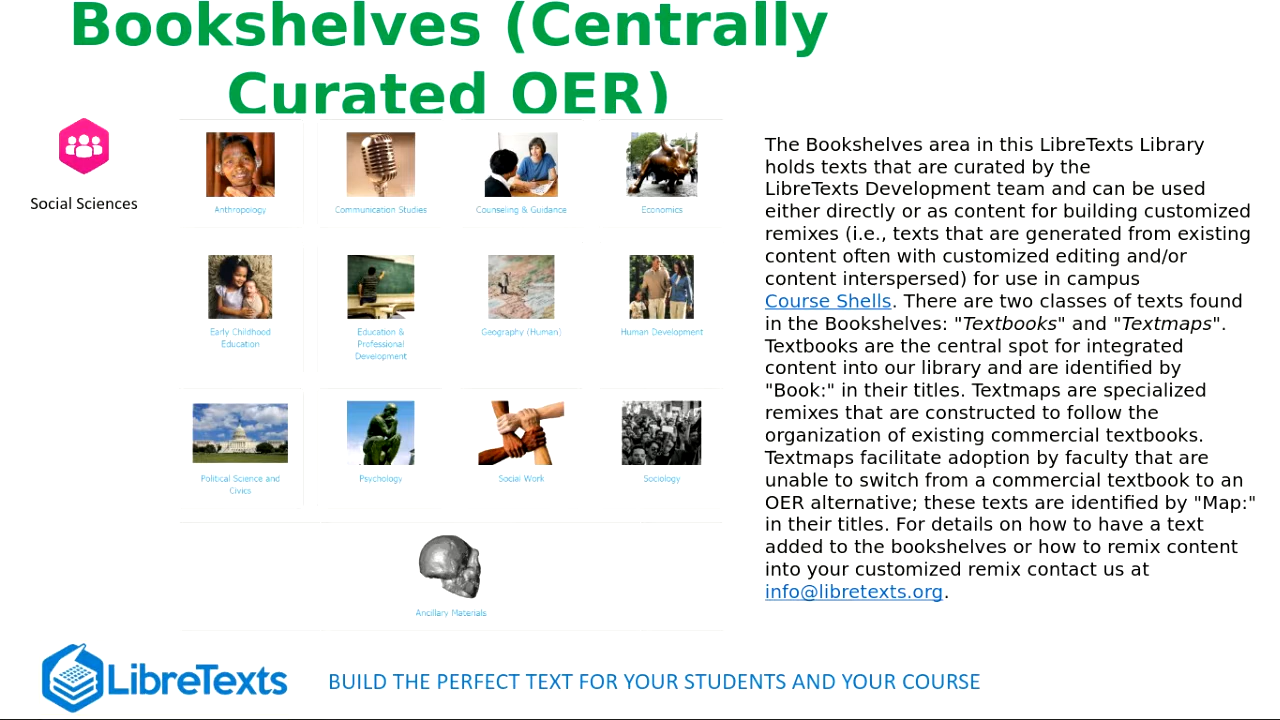 Bookshelves (Centrally
Curated OER)
Social Sciences
Anthropology
Communication Studies
Counseling & Guidance
Economics
Early Childhood
Education
Education &
Professional
Development
Geography (Human)
Human Development
Political Science and
Civics
Psychology
Social Work
Sociology
Ancillary Materials
The Bookshelves area in this LibreTexts Library
holds texts that are curated by the
LibreTexts Development team and can be used
either directly or as content for building customized
remixes (i.e., texts that are generated from existing
content often with customized editing and/or
content interspersed) for use in campus
Course Shells. There are two classes of texts found
in the Bookshelves: "Textbooks" and "Textmaps".
Textbooks are the central spot for integrated
content into our library and are identified by
"Book:" in their titles. Textmaps are specialized
remixes that are constructed to follow the
organization of existing commercial textbooks.
Textmaps facilitate adoption by faculty that are
unable to switch from a commercial textbook to an
OER alternative; these texts are identified by "Map:"
in their titles. For details on how to have a text
added to the bookshelves or how to remix content
into your customized remix contact us at
info@libretexts.org.
LibreTexts
BUILD THE PERFECT TEXT FOR YOUR STUDENTS AND YOUR COURSE